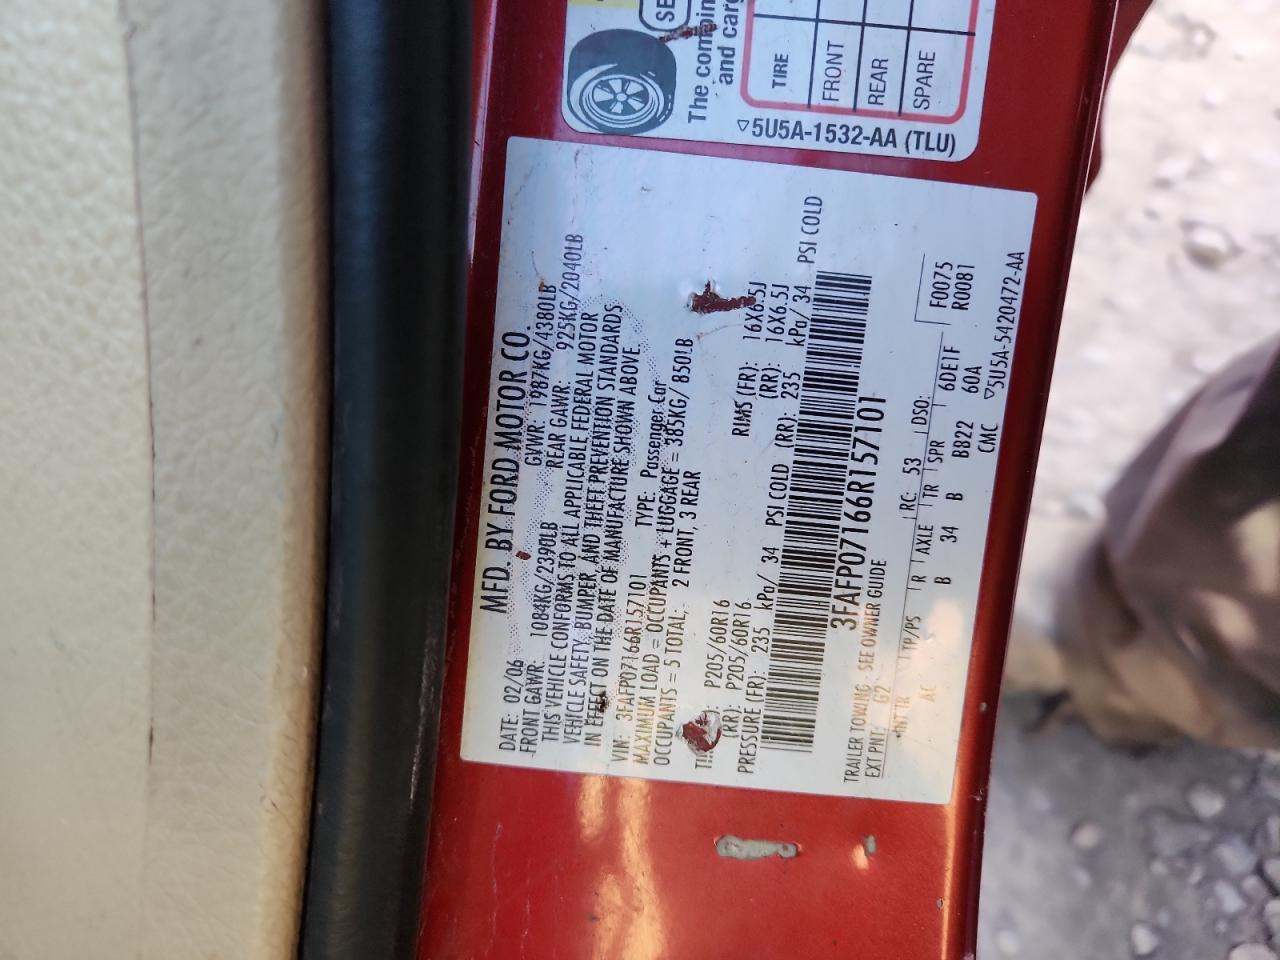 SE
The combin
and carg
TIRE
FRONT
REAR
SPARE
▽5U5A-1532-AA (TLU)
MFD. BY FORD MOTOR CO.
DATE: 02/06 GVWR: 1987KG/4380LB
FRONT GAWR: 1084KG/2390LB REAR GAWR: 925KG/2040LB
THIS VEHICLE CONFORMS TO ALL APPLICABLE FEDERAL MOTOR
VEHICLE SAFETY, BUMPER, AND THEFT PREVENTION STANDARDS
IN EFFECT ON THE DATE OF MANUFACTURE SHOWN ABOVE.
VIN: 3FAFP07166R157101 TYPE: Passenger Car
MAXIMUM LOAD = OCCUPANTS + LUGGAGE = 385KG/ 850LB
OCCUPANTS = 5 TOTAL, 2 FRONT, 3 REAR
P205/60R16 RIMS (FR): 16X6.5J
(RR): P205/60R16 (RR): 16X6.5J
PRESSURE (FR): 235 kPa/ 34 PSI COLD (RR): 235 kPa/ 34 PSI COLD
3FAFP07166R157101
TRAILER TOWING - SEE OWNER GUIDE
EXT PNT: G2 RC: 53 DSO: F0075
INT TR TP/PS R AXLE TR SPR 6DE1F R0081
AC B 34 B BB22 60A
CMC ▽5U5A-5420472-AA